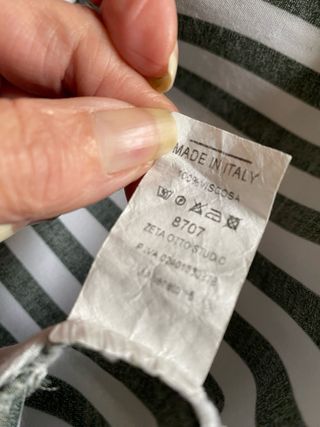 MADE IN ITALY
100% VISCOSA
8707
ZETA OTTO STUDIO
P.IVA